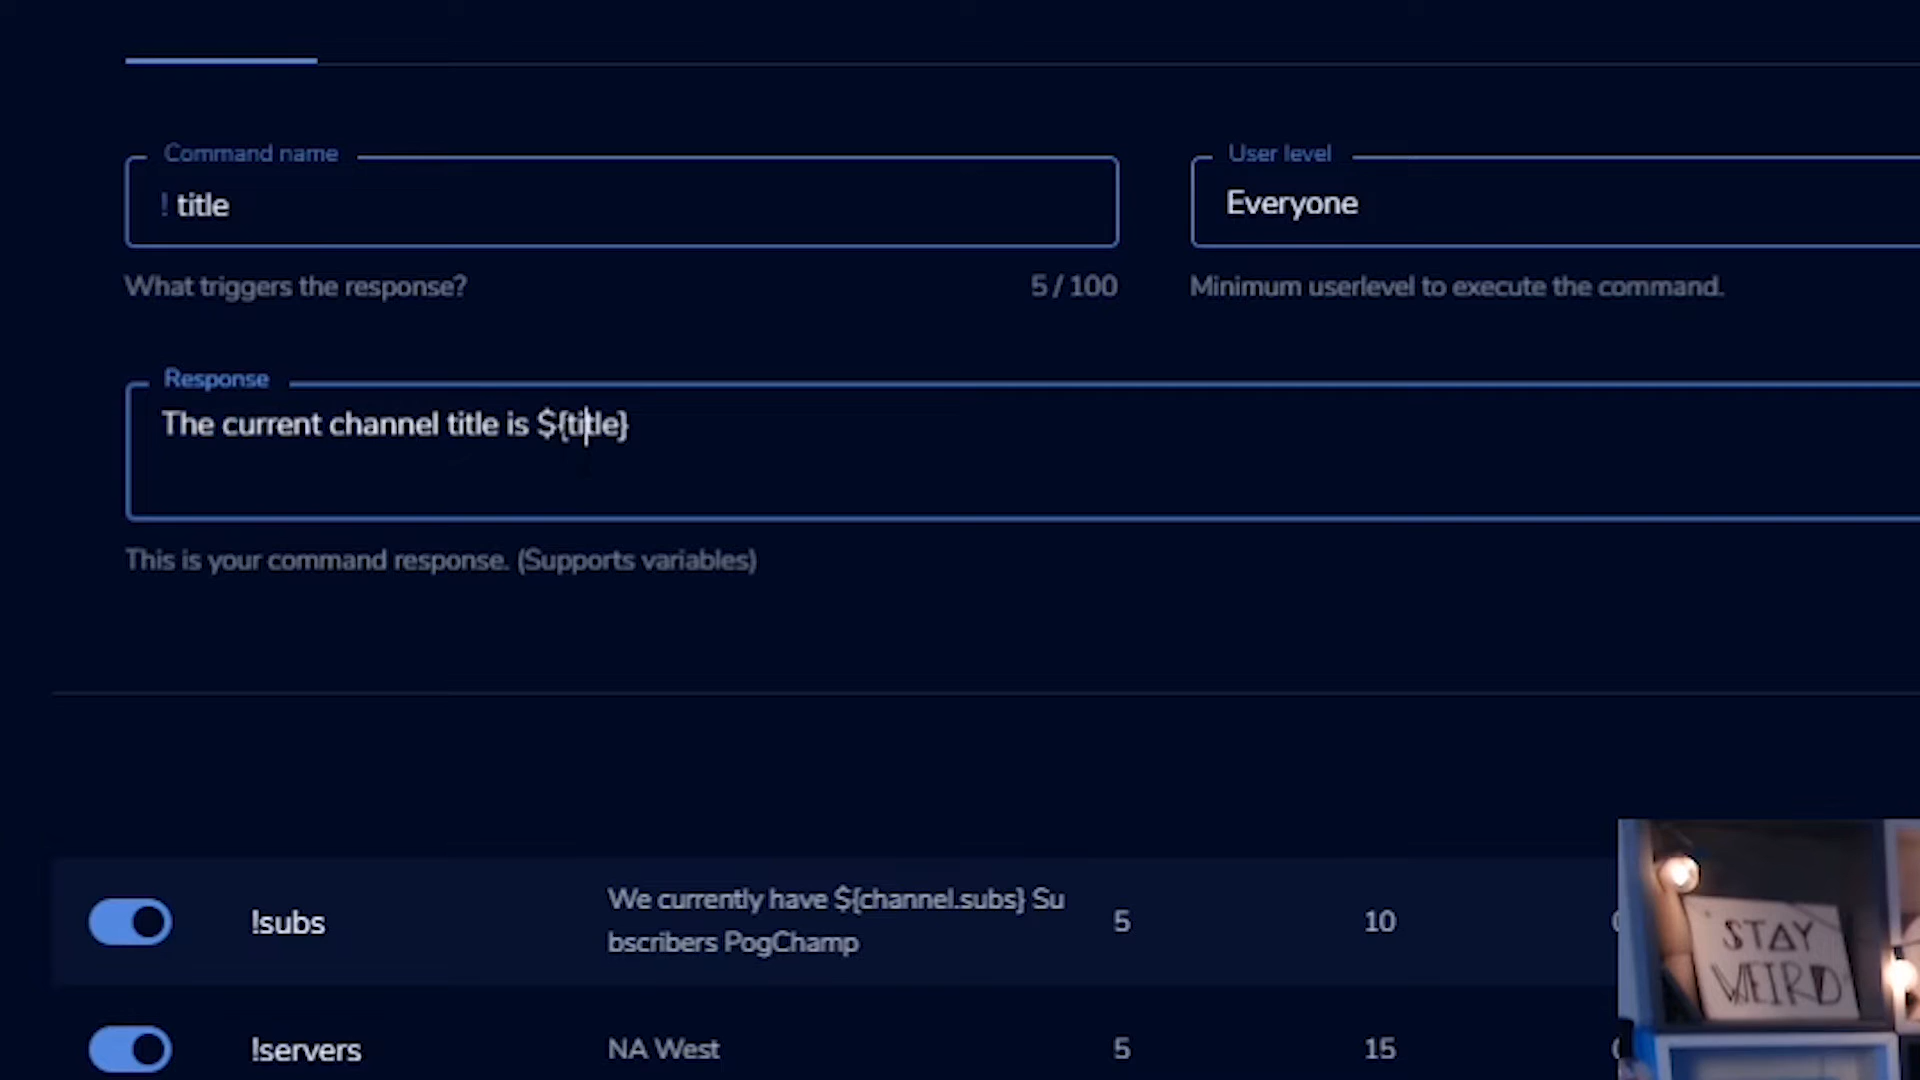 Command name
! title
User level
Everyone
What triggers the response?
5 / 100
Minimum userlevel to execute the command.
Response
The current channel title is ${title}
This is your command response. (Supports variables)
!subs
We currently have ${channel.subs} Su
bscribers PogChamp
5
10
!servers
NA West
5
15
STAY
WEIRD